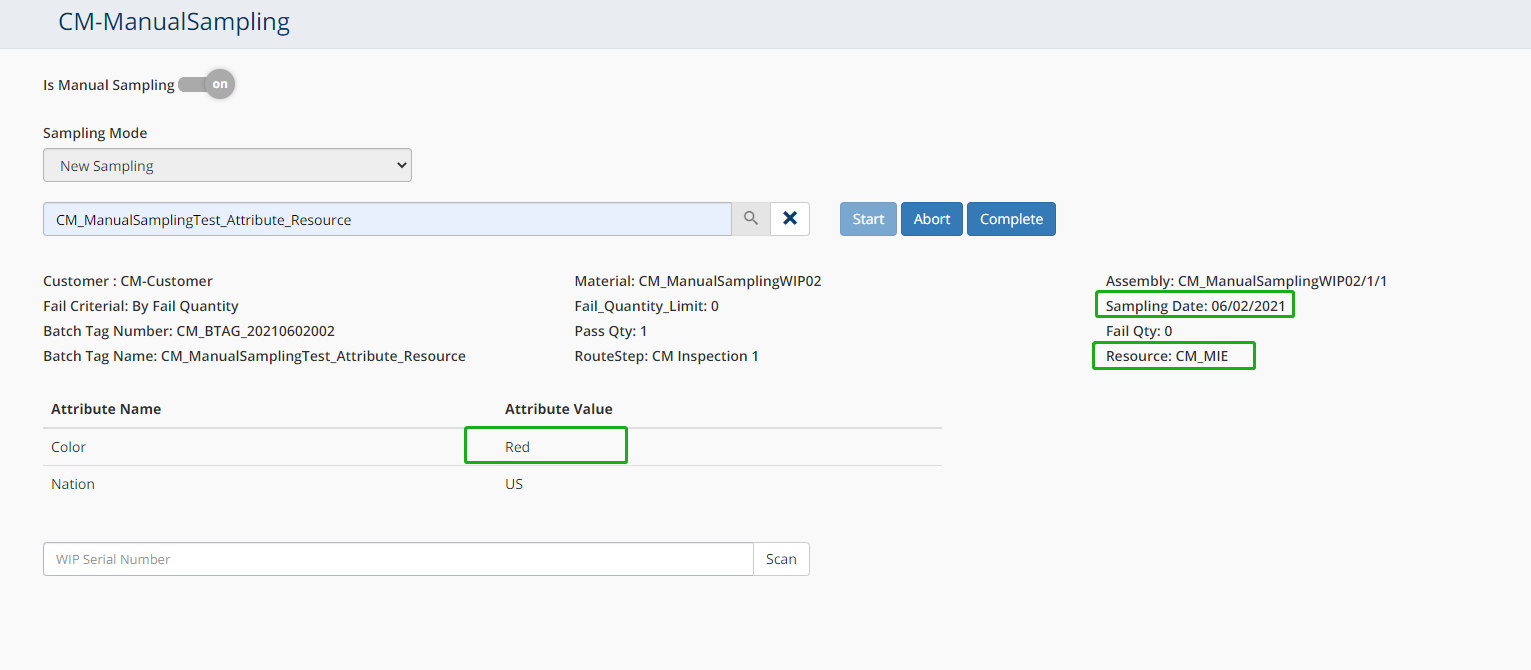 CM-ManualSampling
Is Manual Sampling on
Sampling Mode
New Sampling
CM_ManualSamplingTest_Attribute_Resource Start Abort Complete
Customer : CM-Customer Material: CM_ManualSamplingWIP02 Assembly: CM_ManualSamplingWIP02/1/1
Fail Criterial: By Fail Quantity Fail_Quantity_Limit: 0 Sampling Date: 06/02/2021
Batch Tag Number: CM_BTAG_20210602002 Pass Qty: 1 Fail Qty: 0
Batch Tag Name: CM_ManualSamplingTest_Attribute_Resource RouteStep: CM Inspection 1 Resource: CM_MIE
Attribute Name Attribute Value
Color Red
Nation US
WIP Serial Number Scan